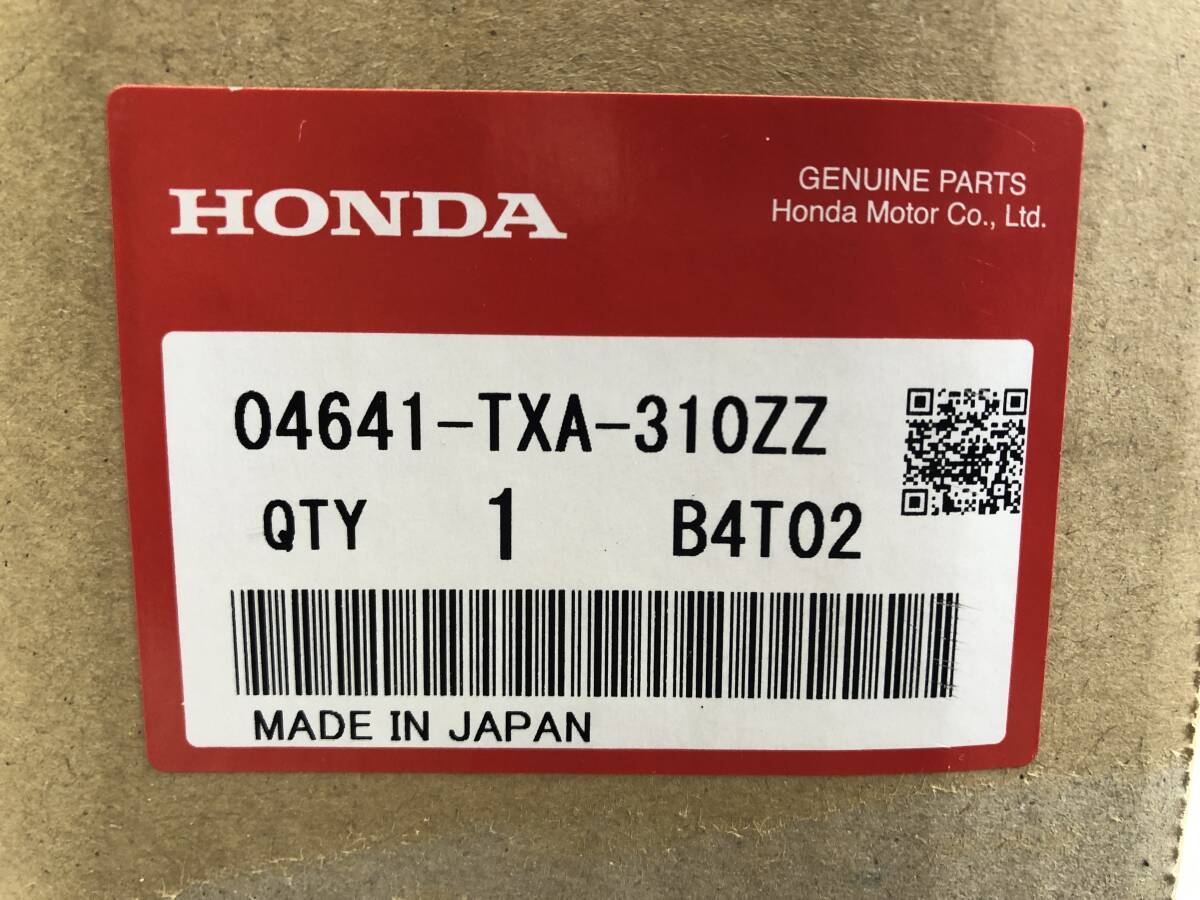 HONDA
GENUINE PARTS
Honda Motor Co., Ltd.
04641-TXA-310ZZ
QTY 1 B4T02
MADE IN JAPAN